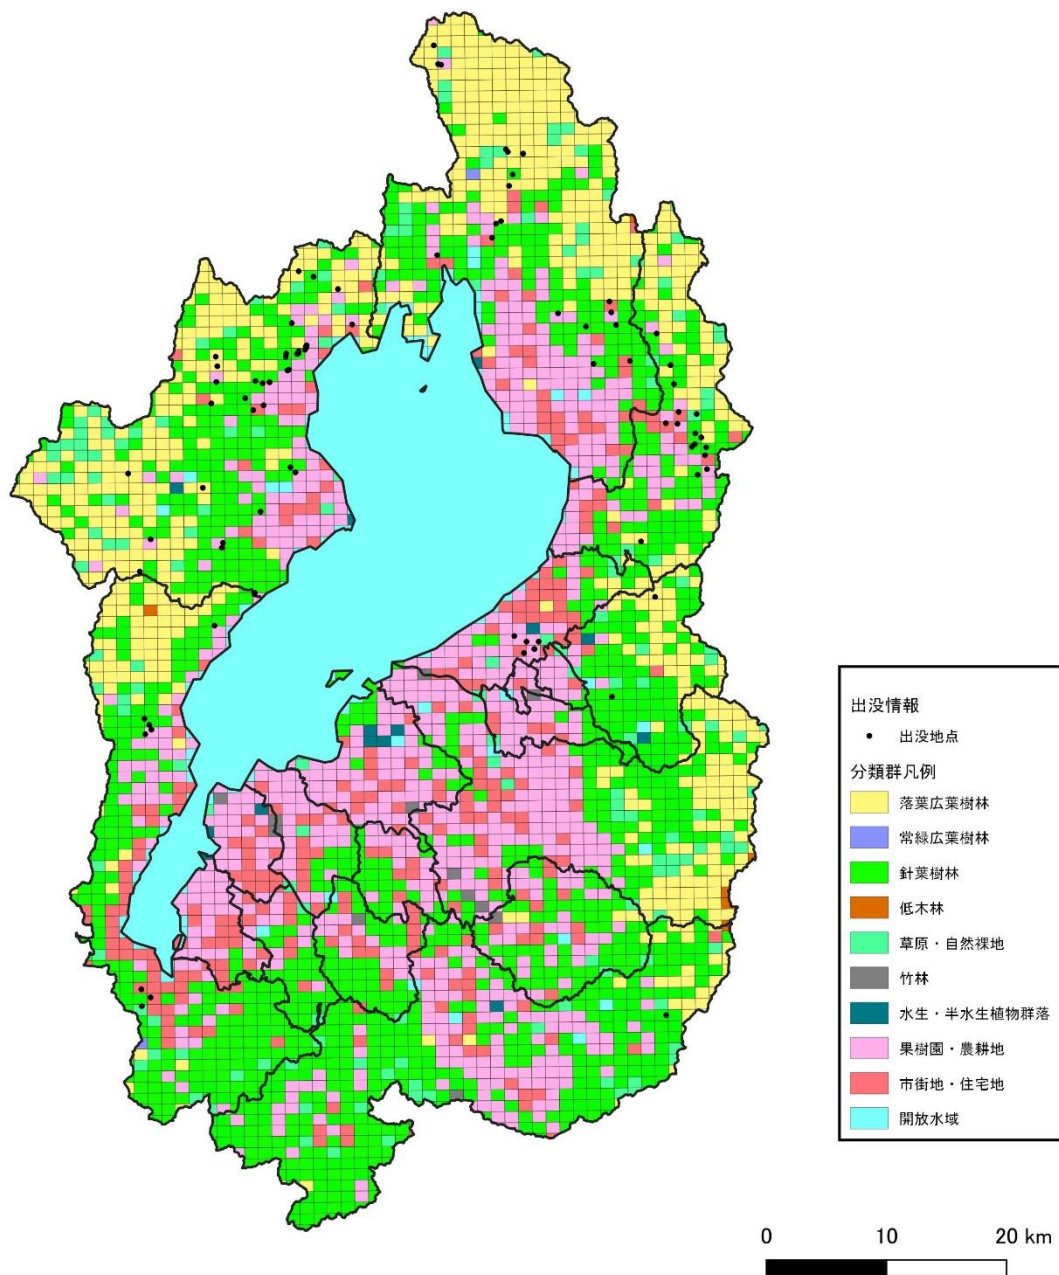 出没情報
出没地点
分類群凡例
落葉広葉樹林
常緑広葉樹林
針葉樹林
低木林
草原・自然裸地
竹林
水生・半水生植物群落
果樹園・農耕地
市街地・住宅地
開放水域
0 10 20 km